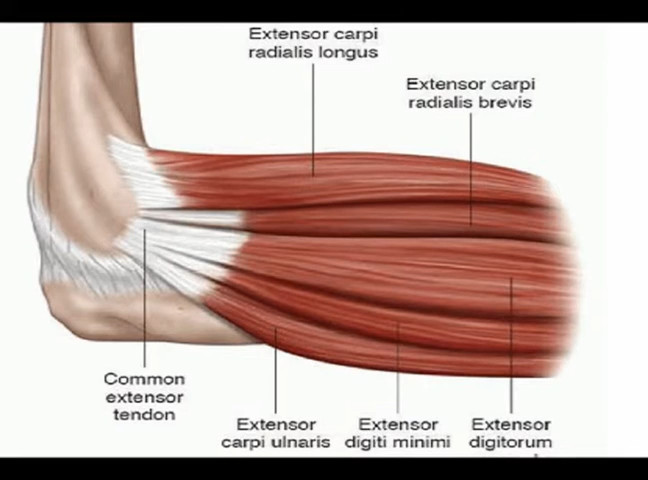 Extensor carpi
radialis longus
Extensor carpi
radialis brevis
Common
extensor
tendon
Extensor
carpi ulnaris
Extensor
digiti minimi
Extensor
digitorum